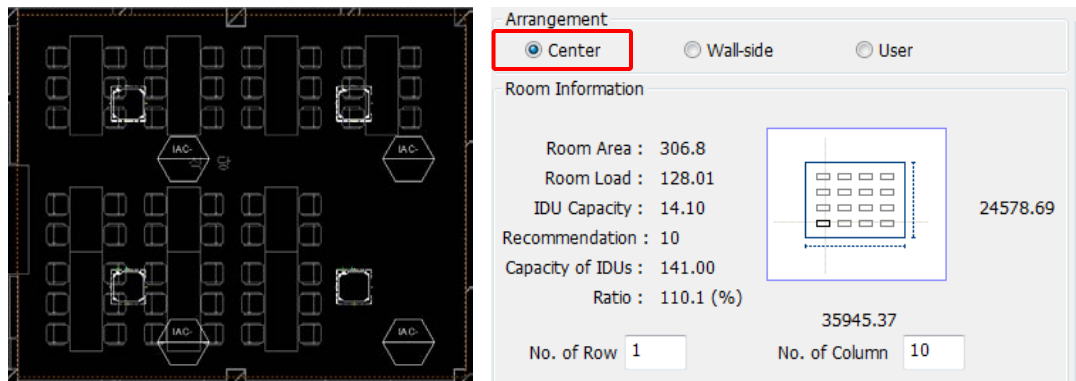 IAC-
IAC-
IAC-
IAC-
Arrangement
Center Wall-side User
Room Information
Room Area : 306.8
Room Load : 128.01
IDU Capacity : 14.10
Recommendation : 10
Capacity of IDUs : 141.00
Ratio : 110.1 (%)
24578.69
35945.37
No. of Row 1 No. of Column 10